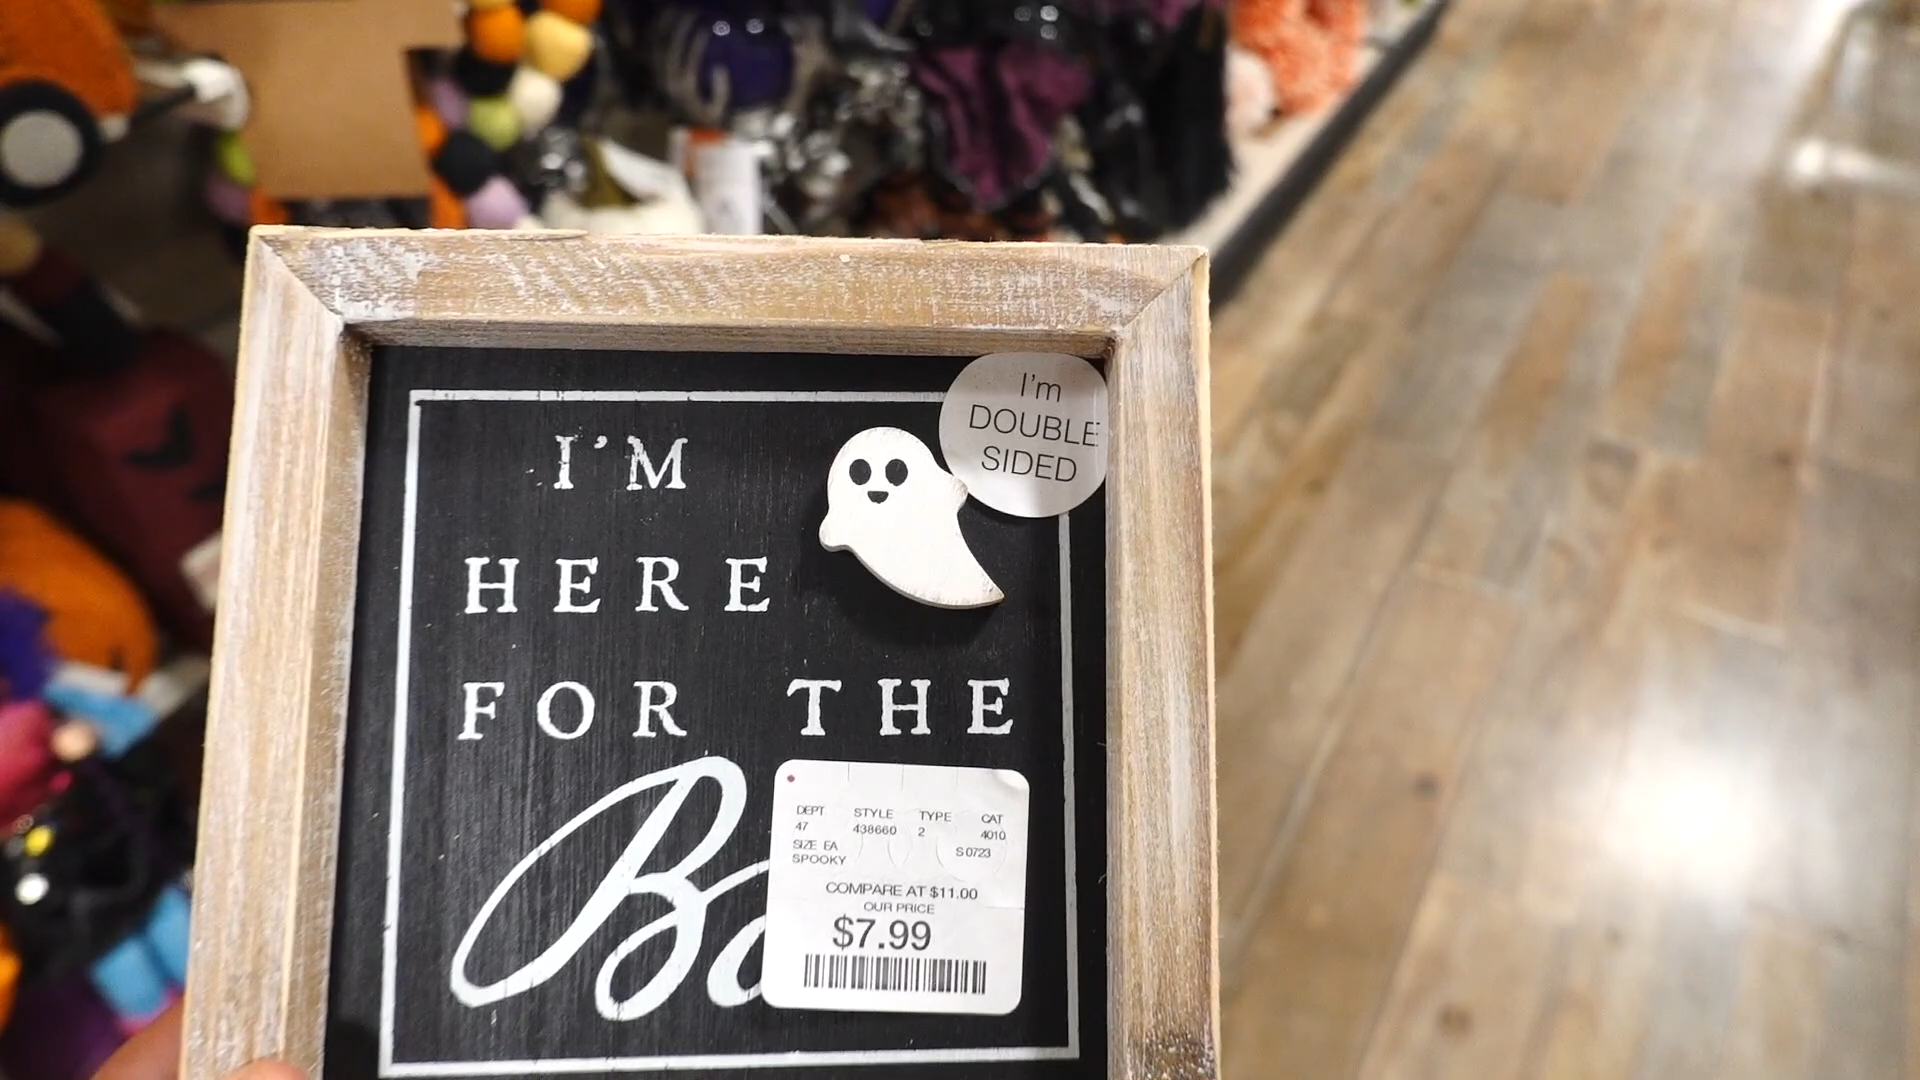 I'm
DOUBLE
SIDED
I'M
HERE
FOR THE
DEPT STYLE TYPE CAT
47 438660 2 4010
SIZE EA S0723
SPOOKY
COMPARE AT $11.00
OUR PRICE
$7.99